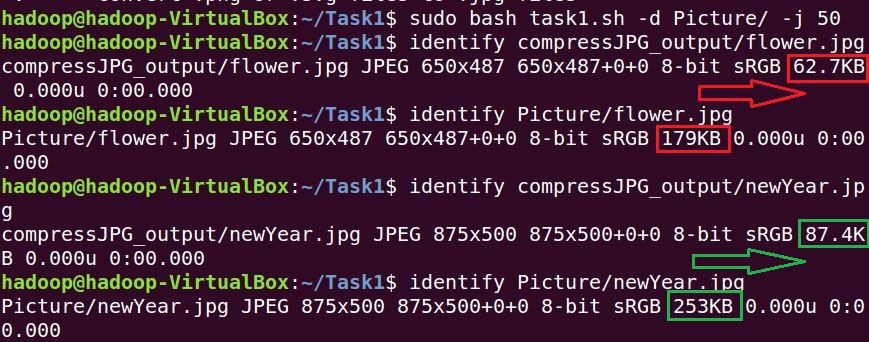 hadoop@hadoop-VirtualBox:~/Task1$ sudo bash task1.sh -d Picture/ -j 50
hadoop@hadoop-VirtualBox:~/Task1$ identify compressJPG_output/flower.jpg
compressJPG_output/flower.jpg JPEG 650x487 650x487+0+0 8-bit sRGB 62.7KB
 0.000u 0:00.000
hadoop@hadoop-VirtualBox:~/Task1$ identify Picture/flower.jpg
Picture/flower.jpg JPEG 650x487 650x487+0+0 8-bit sRGB 179KB 0.000u 0:00
.000
hadoop@hadoop-VirtualBox:~/Task1$ identify compressJPG_output/newYear.jp
g
compressJPG_output/newYear.jpg JPEG 875x500 875x500+0+0 8-bit sRGB 87.4K
B 0.000u 0:00.000
hadoop@hadoop-VirtualBox:~/Task1$ identify Picture/newYear.jpg
Picture/newYear.jpg JPEG 875x500 875x500+0+0 8-bit sRGB 253KB 0.000u 0:0
0.000